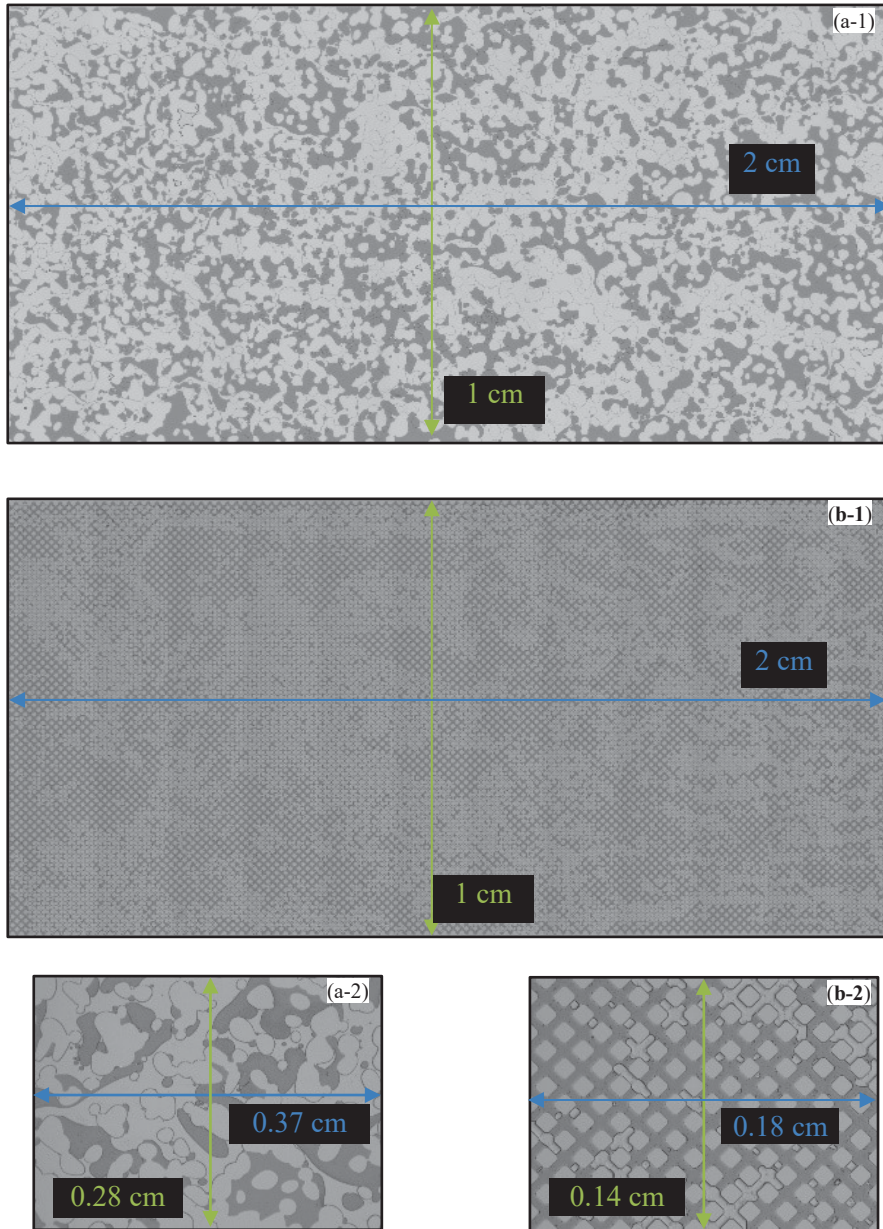 (a-1)
2 cm
1 cm
(b-1)
2 cm
1 cm
(a-2)
0.37 cm
0.28 cm
(b-2)
0.18 cm
0.14 cm